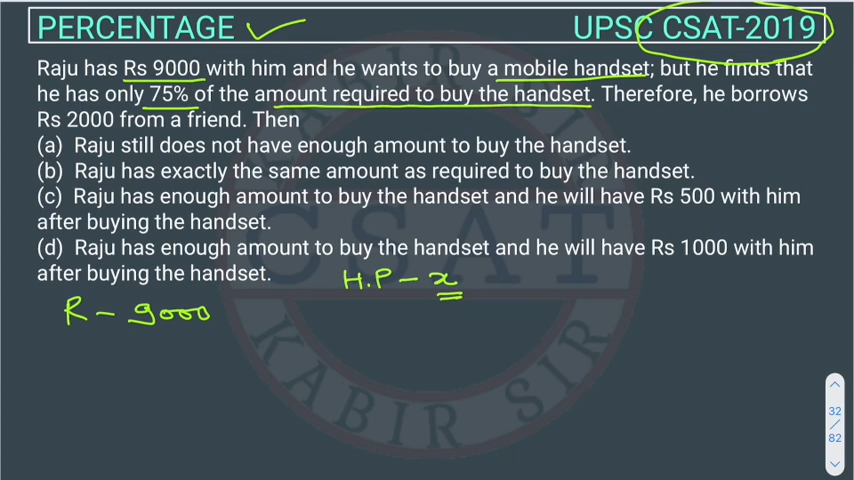 PERCENTAGE
UPSC CSAT-2019
Raju has Rs 9000 with him and he wants to buy a mobile handset; but he finds that
he has only 75% of the amount required to buy the handset. Therefore, he borrows
Rs 2000 from a friend. Then
(a) Raju still does not have enough amount to buy the handset.
(b) Raju has exactly the same amount as required to buy the handset.
(c) Raju has enough amount to buy the handset and he will have Rs 500 with him
after buying the handset.
(d) Raju has enough amount to buy the handset and he will have Rs 1000 with him
after buying the handset.
H.P – x
R – 9000
CSAT
KABIR SIR
32
/
82